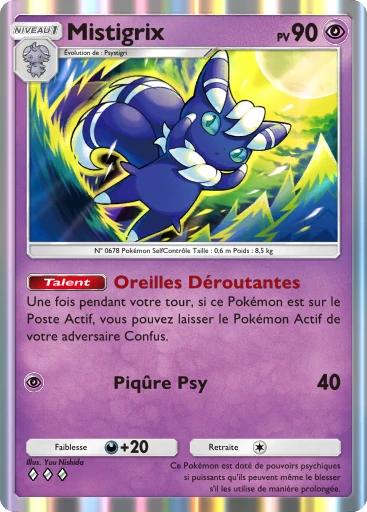 NIVEAU 1
Mistigrix
PV 90
Évolution de : Psystigri
N° 0678 Pokémon SelfContrôle Taille : 0,6 m Poids : 8,5 kg
Talent Oreilles Déroutantes
Une fois pendant votre tour, si ce Pokémon est sur le
Poste Actif, vous pouvez laisser le Pokémon Actif de
votre adversaire Confus.
Piqûre Psy 40
Faiblesse +20
Retraite
Illus. Yuu Nishida
Ce Pokémon est doté de pouvoirs psychiques
si puissants qu'ils peuvent même le blesser
s'il les utilise de manière prolongée.